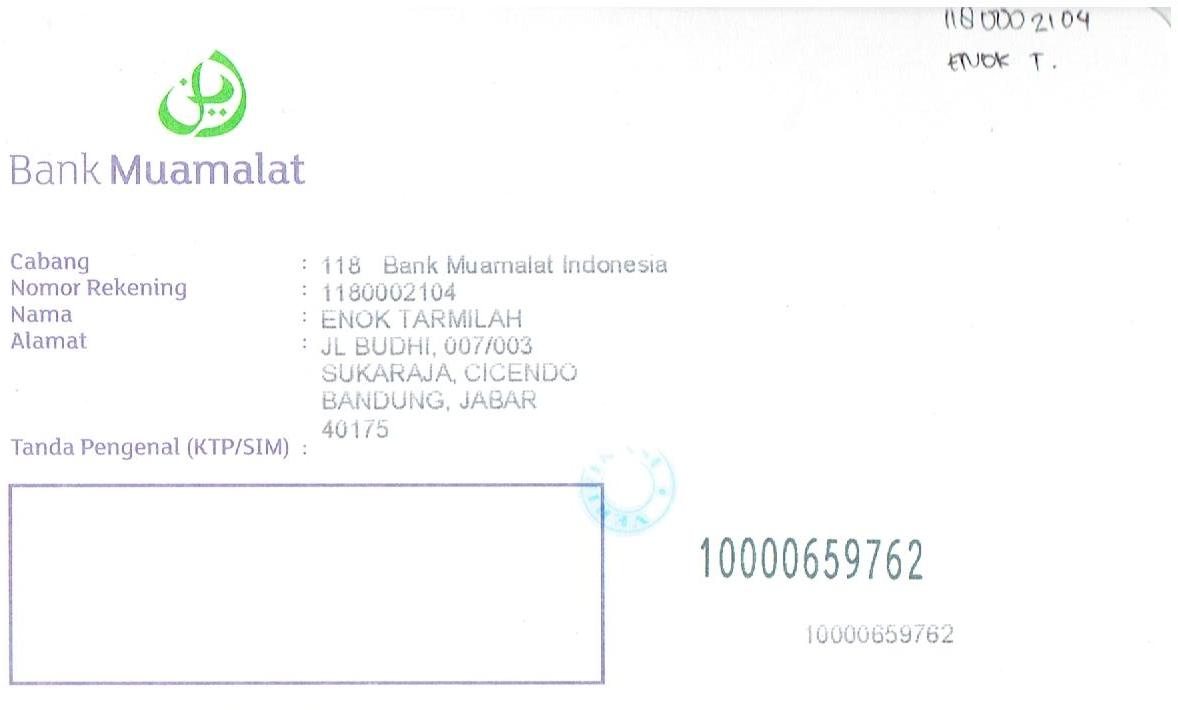 1180002104
ENOK T.
Bank Muamalat
Cabang : 118 Bank Muamalat Indonesia
Nomor Rekening : 1180002104
Nama : ENOK TARMILAH
Alamat : JL BUDHI, 007/003
SUKARAJA, CICENDO
BANDUNG, JABAR
40175
Tanda Pengenal (KTP/SIM) :
10000659762
10000659762